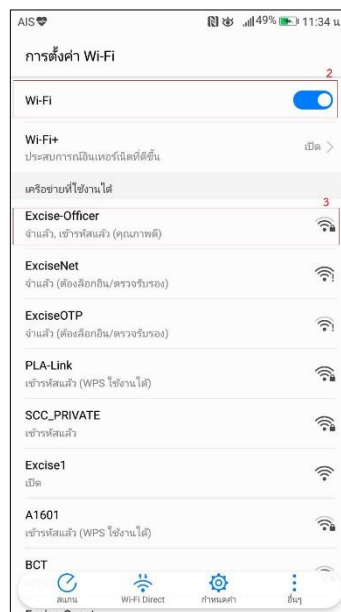 AIS
49% 11:34 น
การตั้งค่า Wi-Fi
2
Wi-Fi
Wi-Fi+
ประสบการณ์อินเทอร์เน็ตที่ดีขึ้น
เปิด
เครือข่ายที่ใช้งานได้
3
Excise-Officer
จำแล้ว, เข้ารหัสแล้ว (คุณภาพดี)
ExciseNet
จำแล้ว (ต้องล็อกอิน/ตรวจรับรอง)
ExciseOTP
จำแล้ว (ต้องล็อกอิน/ตรวจรับรอง)
PLA-Link
เข้ารหัสแล้ว (WPS ใช้งานได้)
SCC_PRIVATE
เข้ารหัสแล้ว
Excise1
เปิด
A1601
เข้ารหัสแล้ว (WPS ใช้งานได้)
BCT
สแกน Wi-Fi Direct กำหนดค่า อื่นๆ